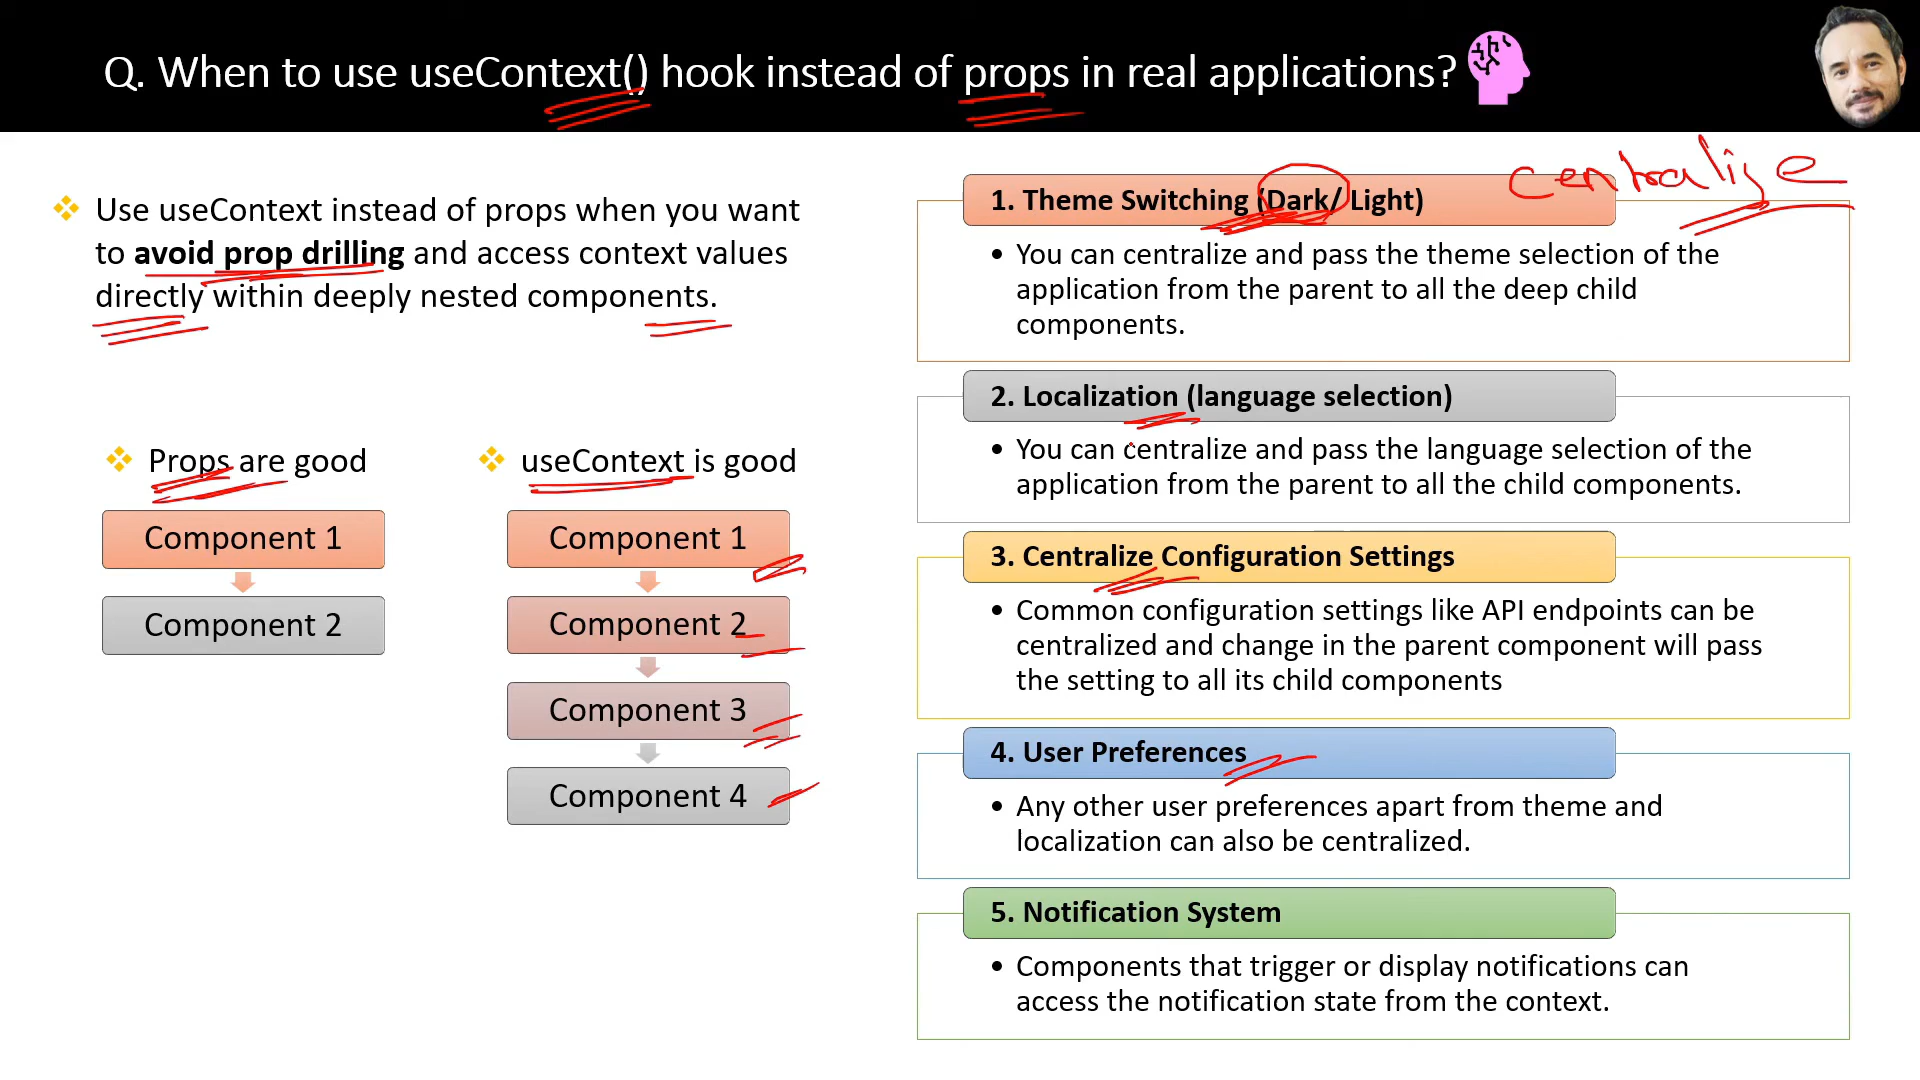 Q. When to use useContext() hook instead of props in real applications?
Use useContext instead of props when you want
to avoid prop drilling and access context values
directly within deeply nested components.
Props are good
Component 1
Component 2
useContext is good
Component 1
Component 2
Component 3
Component 4
centralize
1. Theme Switching (Dark/ Light)
• You can centralize and pass the theme selection of the
application from the parent to all the deep child
components.
2. Localization (language selection)
• You can centralize and pass the language selection of the
application from the parent to all the child components.
3. Centralize Configuration Settings
• Common configuration settings like API endpoints can be
centralized and change in the parent component will pass
the setting to all its child components
4. User Preferences
• Any other user preferences apart from theme and
localization can also be centralized.
5. Notification System
• Components that trigger or display notifications can
access the notification state from the context.